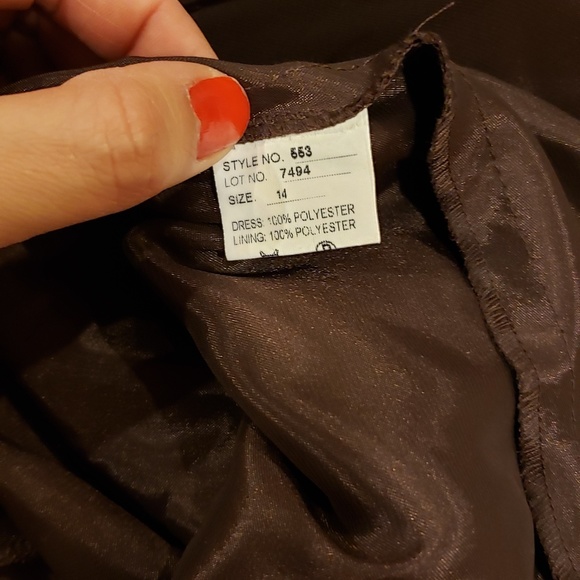 STYLE NO. 553
LOT NO. 7494
SIZE. 14
DRESS: 100% POLYESTER
LINING: 100% POLYESTER